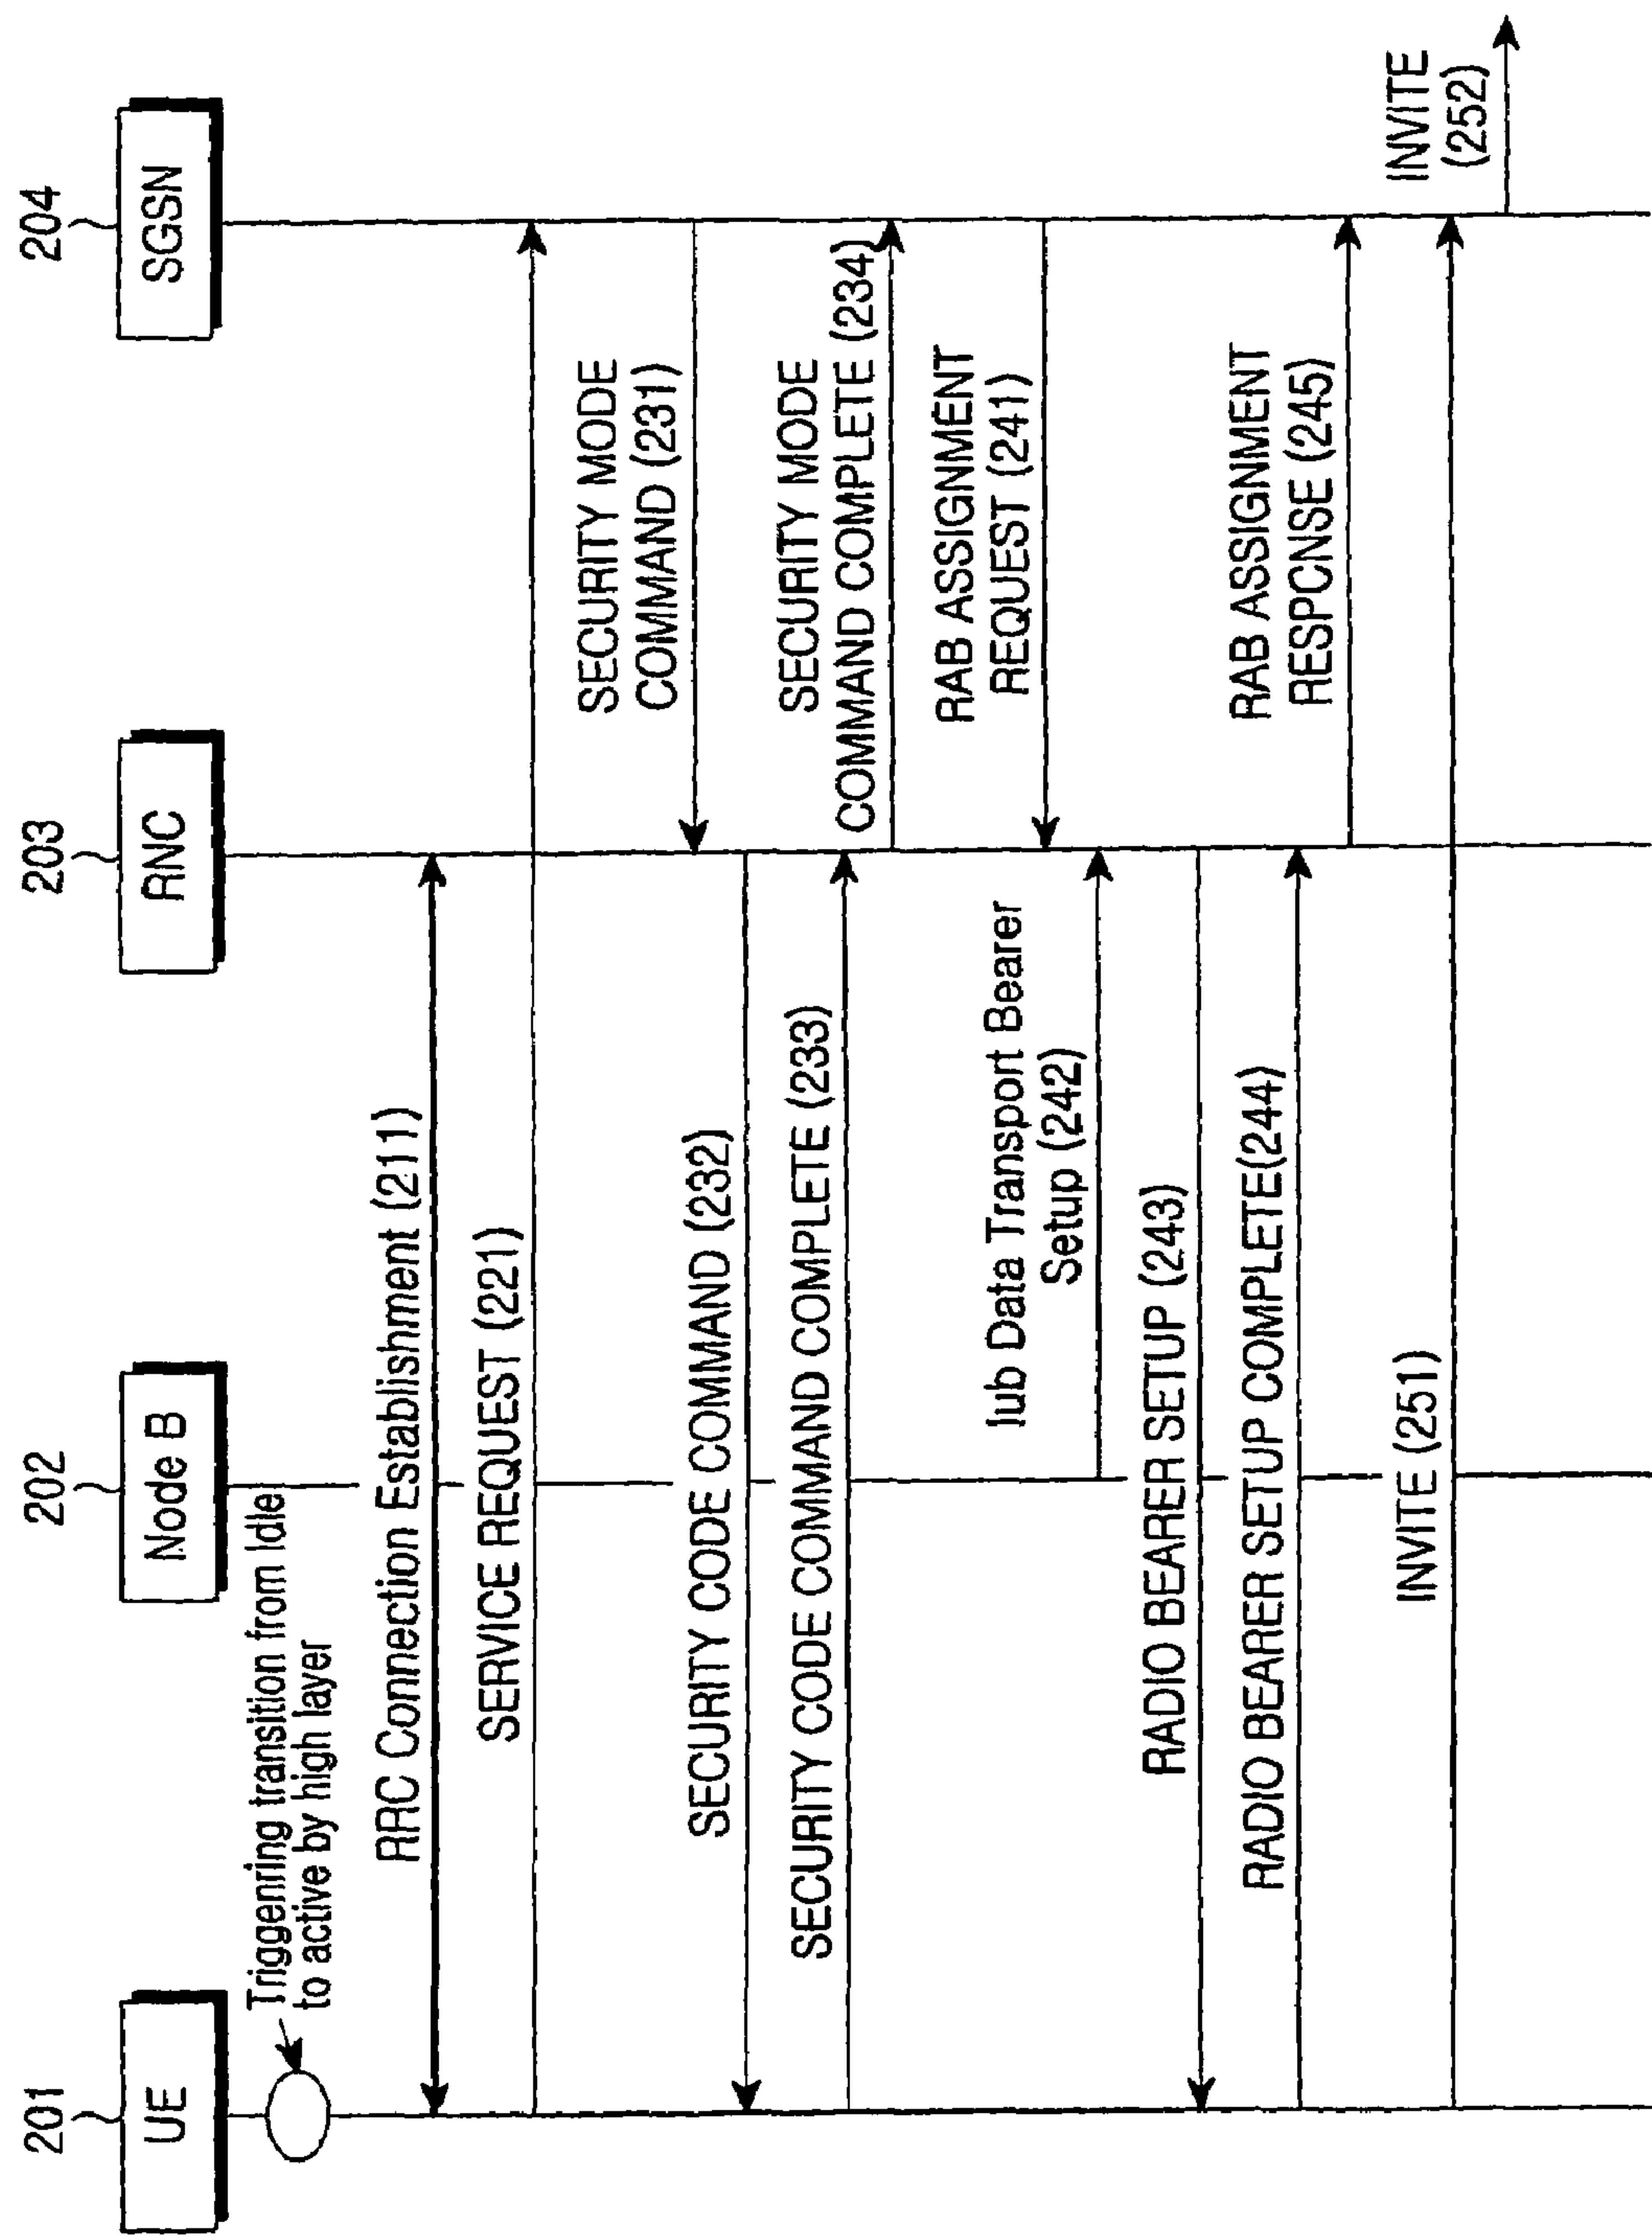 201
UE
202
Node B
203
RNC
204
SGSN
Triggenring transition from Idle
to active by high layer
RRC Connection Establishment (211)
SERVICE REQUEST (221)
SECURITY MODE
COMMAND (231)
SECURITY CODE COMMAND (232)
SECURITY CODE COMMAND COMPLETE (233)
SECURITY MODE
COMMAND COMPLETE (234)
RAB ASSIGNMENT
REQUEST (241)
Iub Data Transport Bearer
Setup (242)
RADIO BEARER SETUP (243)
RADIO BEARER SETUP COMPLETE(244)
RAB ASSIGNMENT
RESPCNSE (245)
INVITE (251)
INVITE
(252)